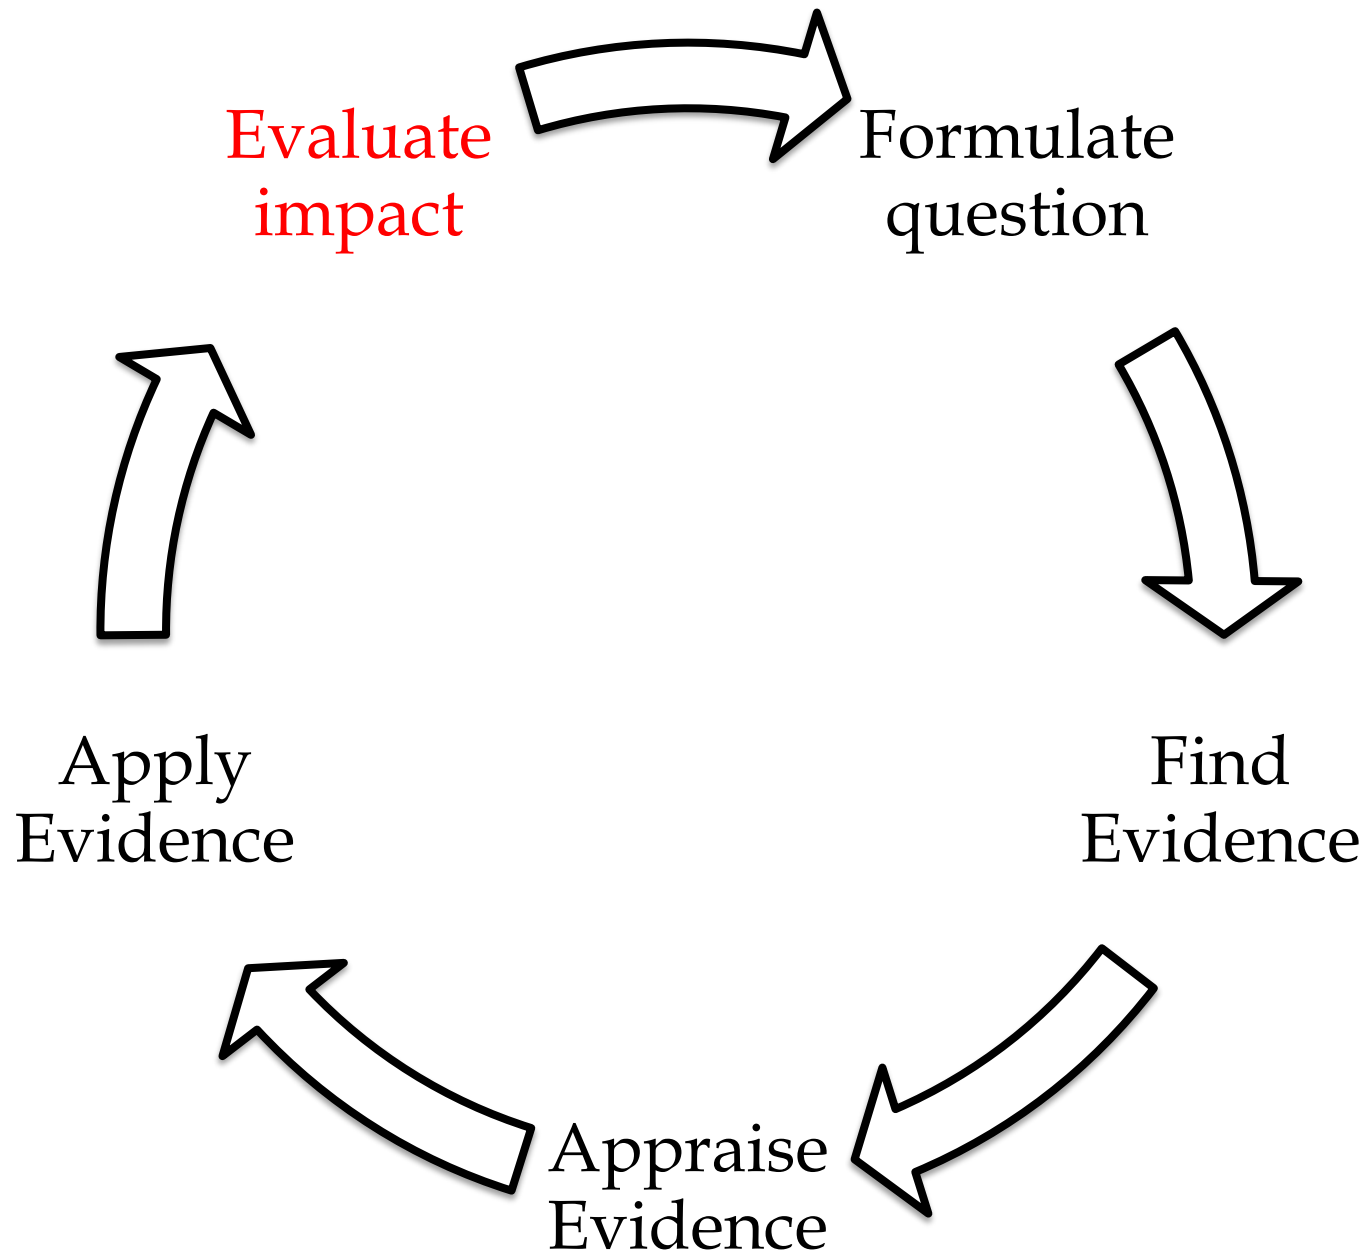 Evaluate
impact
Formulate
question
Apply
Evidence
Find
Evidence
Appraise
Evidence